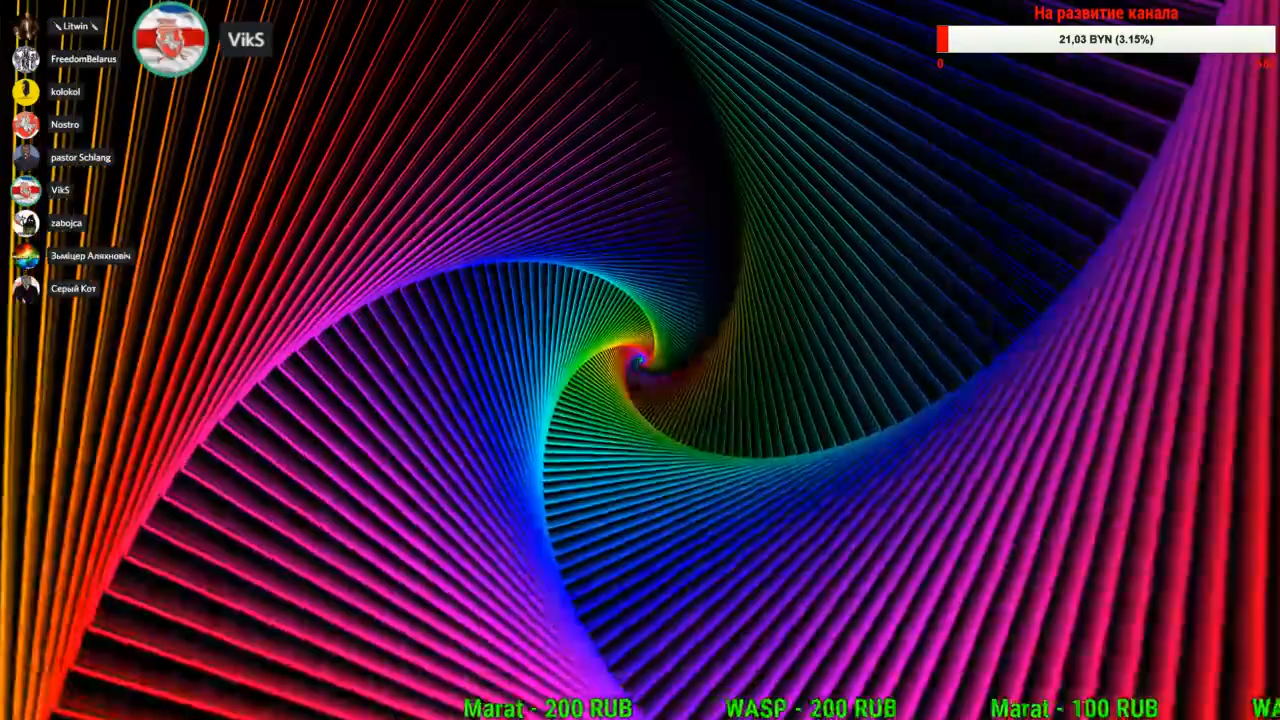 Litwin
FreedomBelarus
kolokol
Nostro
pastor Schlang
VikS
zabojca
Зьміцер Аляхновіч
Серый Кот
VikS
На развитие канала
21,03 BYN (3.15%)
0
Marat - 200 RUB WASP - 200 RUB Marat - 100 RUB WA